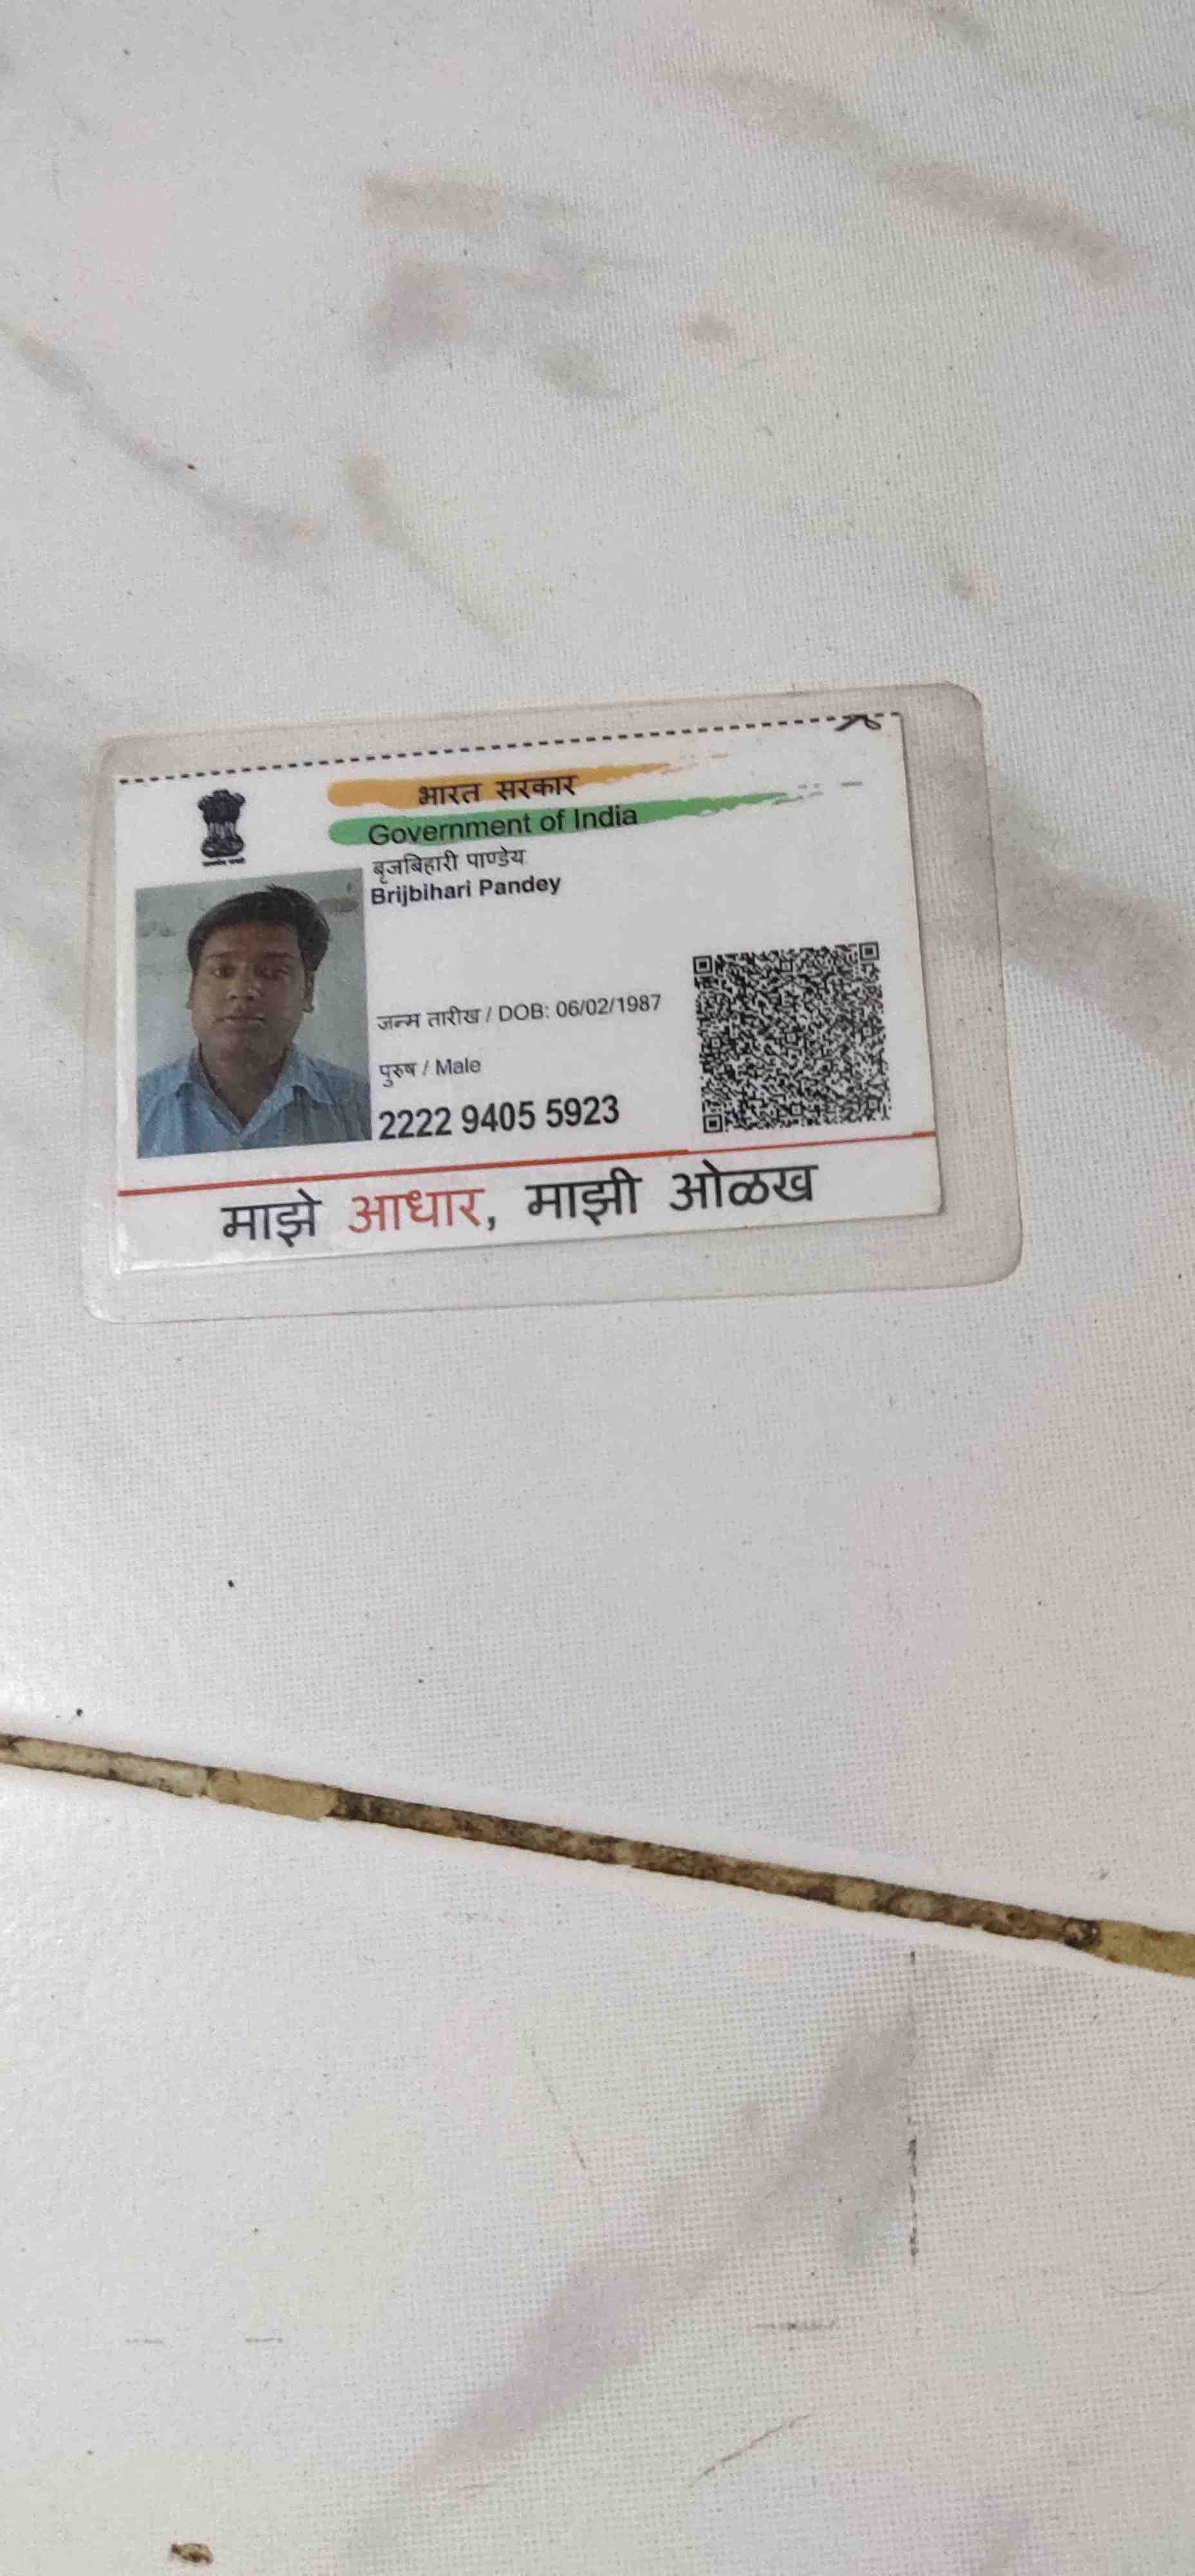 भारत सरकार
Government of India
बृजबिहारी पाण्डेय
Brijbihari Pandey
जन्म तारीख / DOB: 06/02/1987
पुरुष / Male
2222 9405 5923
माझे आधार, माझी ओळख